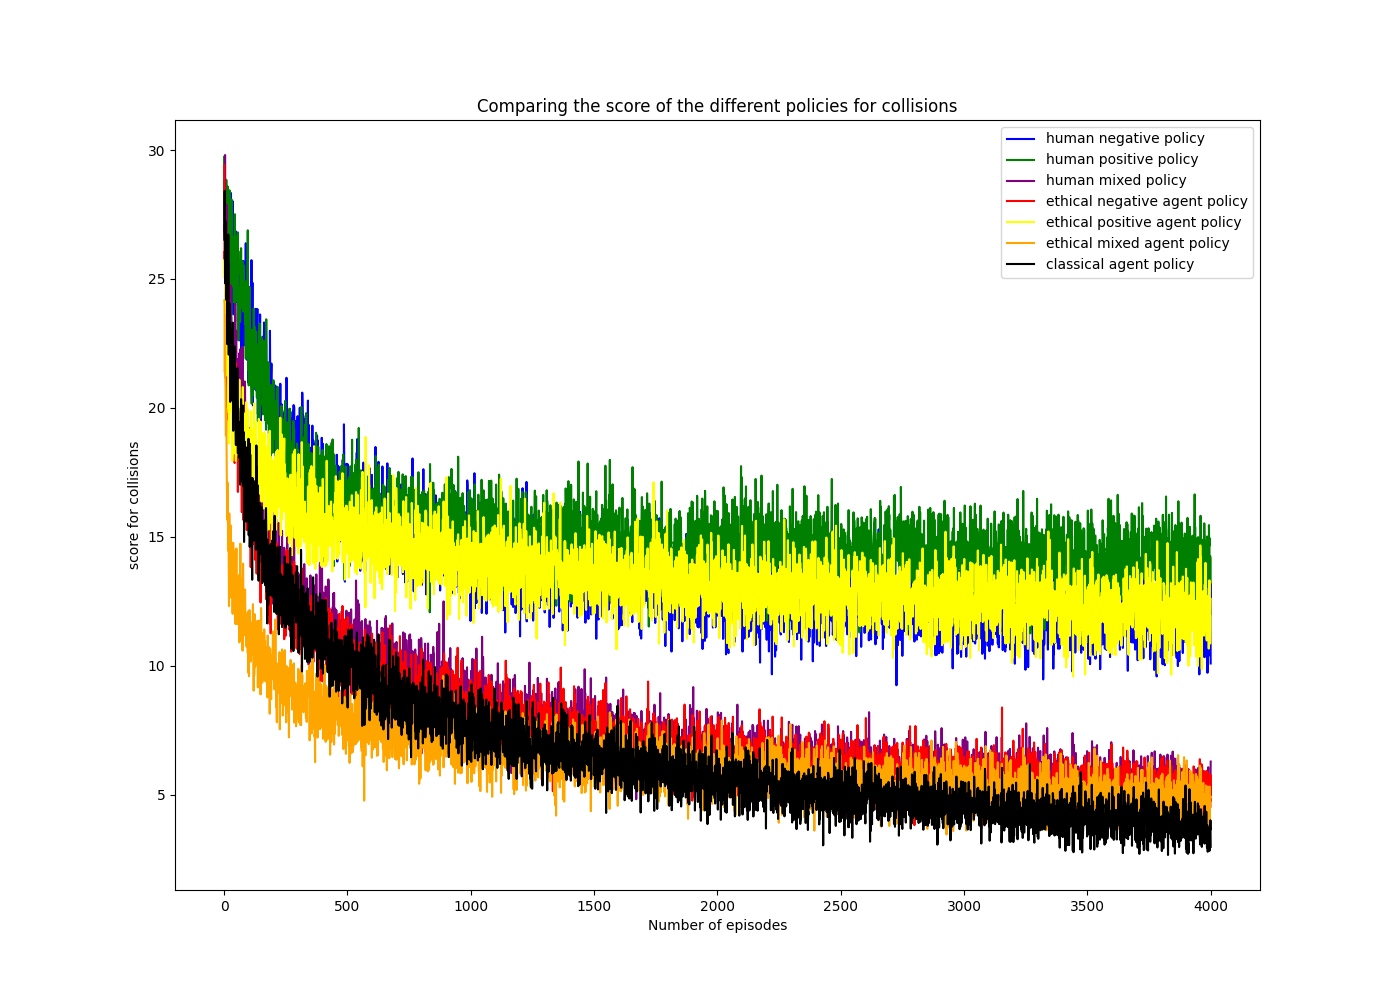 Comparing the score of the different policies for collisions
human negative policy
human positive policy
human mixed policy
ethical negative agent policy
ethical positive agent policy
ethical mixed agent policy
classical agent policy
30
25
20
15
10
5
score for collisions
0 500 1000 1500 2000 2500 3000 3500 4000
Number of episodes